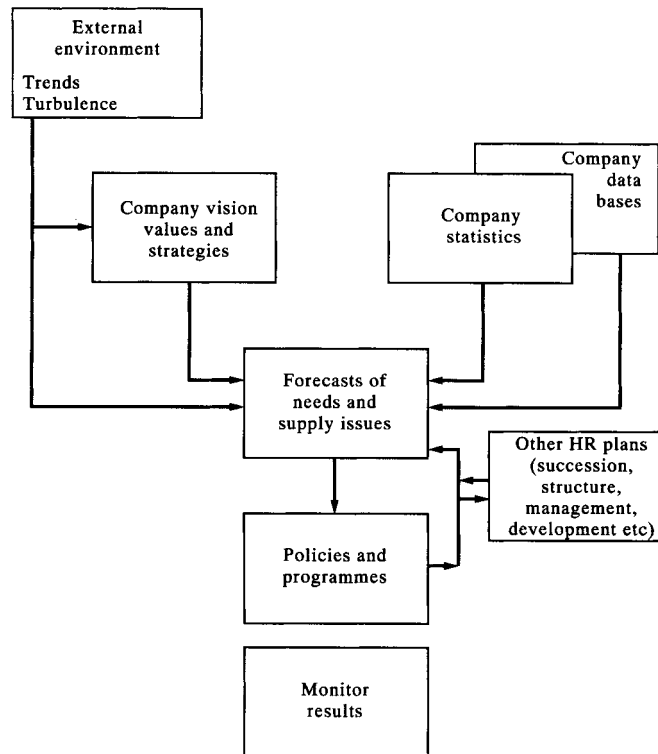 External
environment
Trends
Turbulence
Company vision
values and
strategies
Company
statistics
Company
data
bases
Forecasts of
needs and
supply issues
Other HR plans
(succession,
structure,
management,
development etc)
Policies and
programmes
Monitor
results